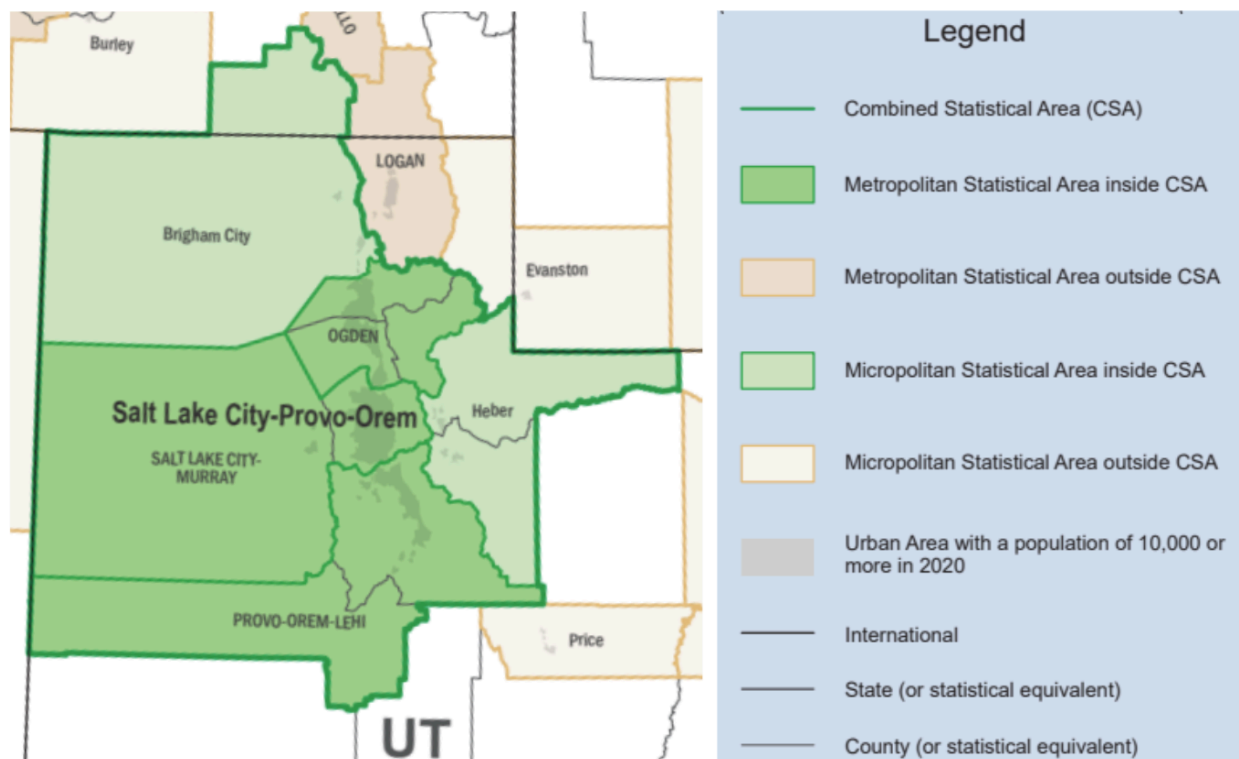 LLO
Burley
LOGAN
Brigham City
Evanston
OGDEN
Salt Lake City-Provo-Orem
Heber
SALT LAKE CITY-
MURRAY
PROVO-OREM-LEHI
Price
UT
Legend
Combined Statistical Area (CSA)
Metropolitan Statistical Area inside CSA
Metropolitan Statistical Area outside CSA
Micropolitan Statistical Area inside CSA
Micropolitan Statistical Area outside CSA
Urban Area with a population of 10,000 or
more in 2020
International
State (or statistical equivalent)
County (or statistical equivalent)